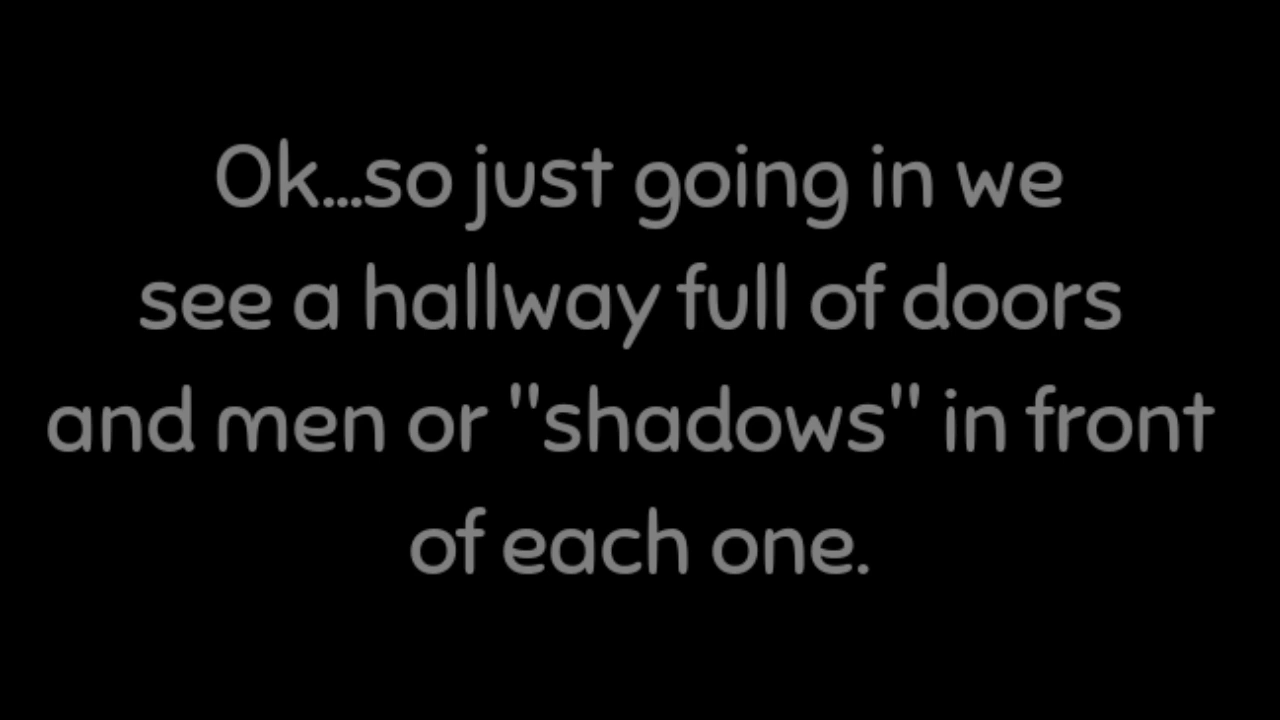 Ok...so just going in we
see a hallway full of doors
and men or "shadows" in front
of each one.